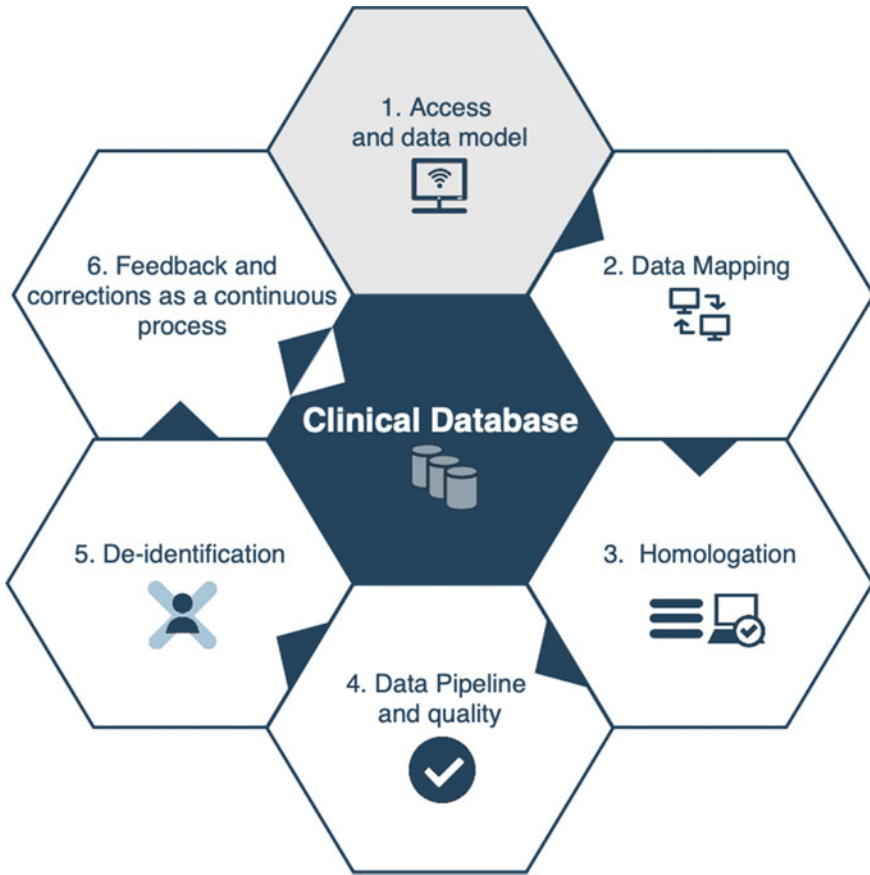 1. Access
and data model
2. Data Mapping
3. Homologation
4. Data Pipeline
and quality
5. De-identification
6. Feedback and
corrections as a continuous
process
Clinical Database